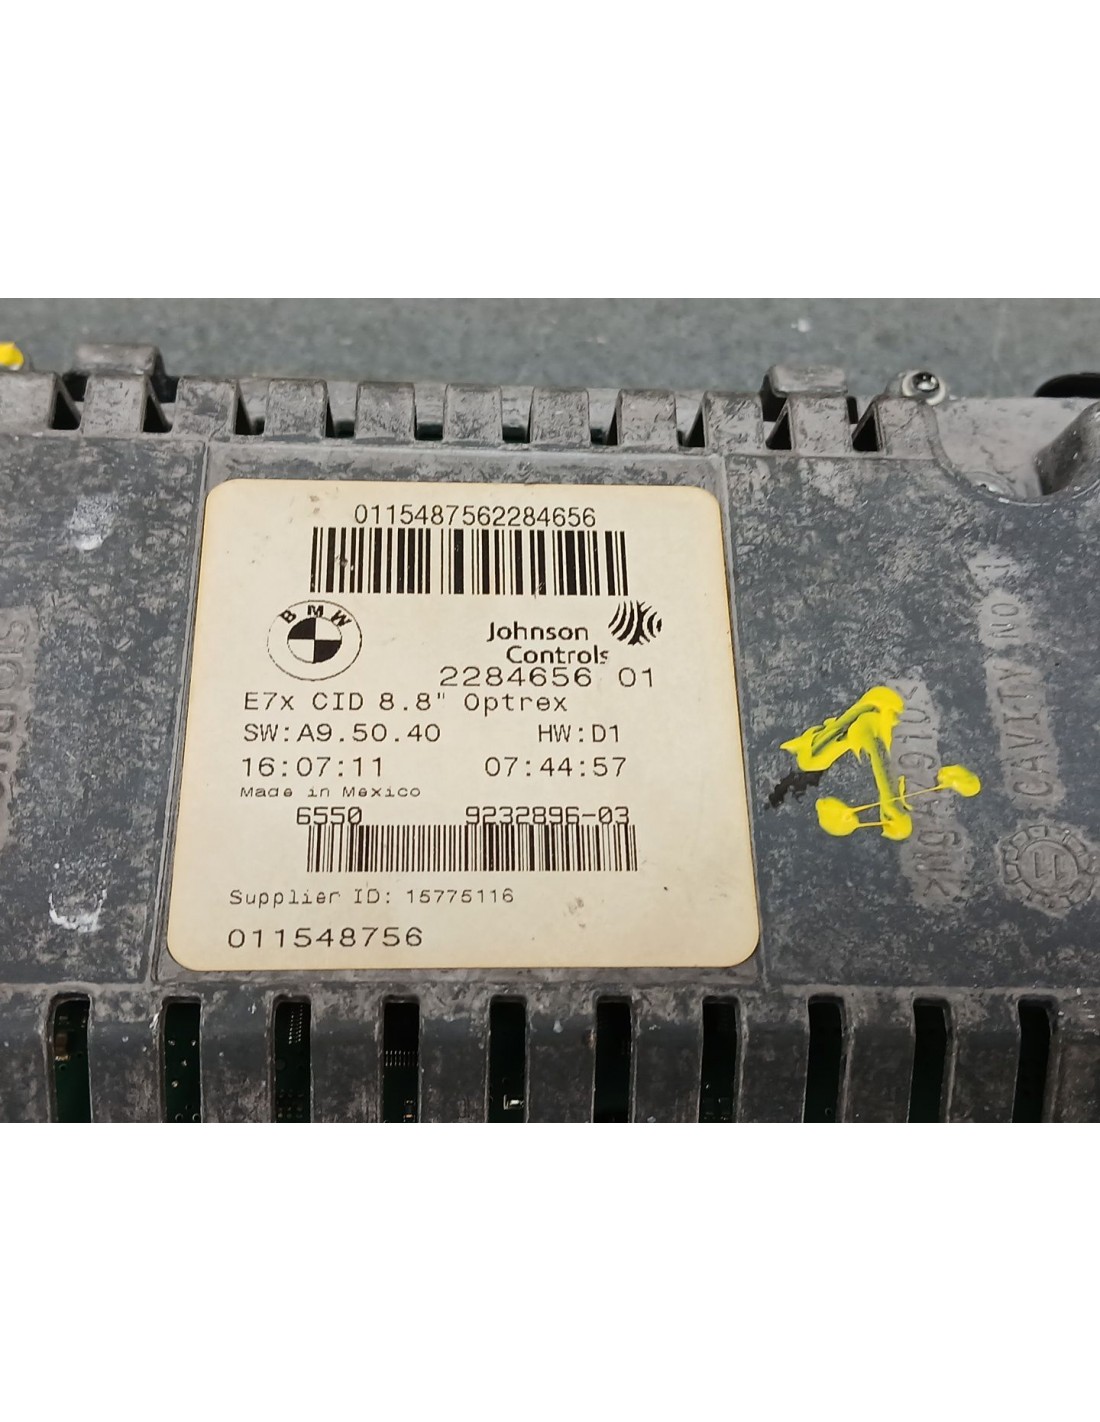 0115487562284656
BMW
Johnson
Controls
2284656 01
E7x CID 8.8" Optrex
SW:A9.50.40 HW:D1
16:07:11 07:44:57
Made in Mexico
6550 9232896-03
Supplier ID: 15775116
011548756
1
CAVITY NO 1